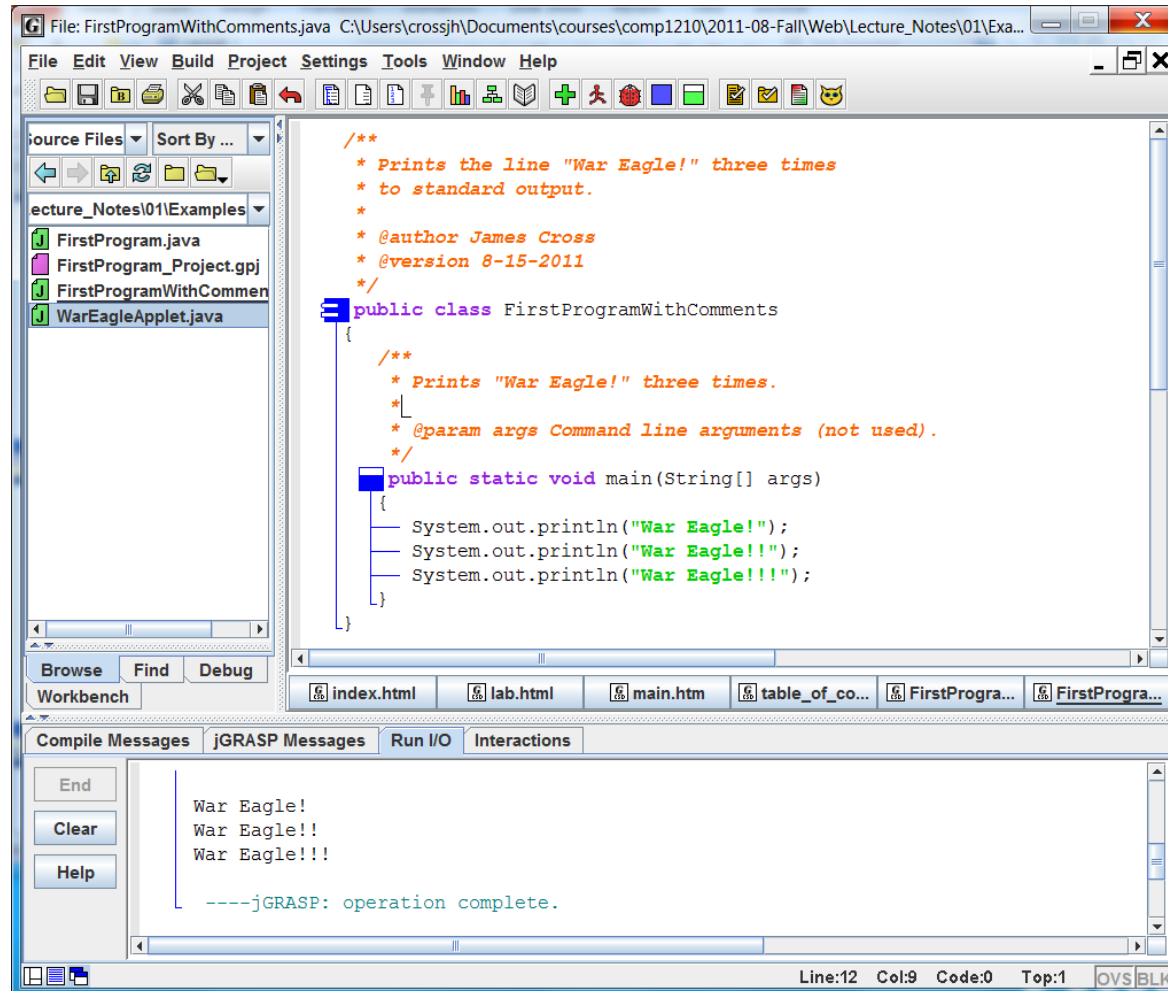 File: FirstProgramWithComments.java C:\Users\crossjh\Documents\courses\comp1210\2011-08-Fall\Web\Lecture_Notes\01\Exa...
File Edit View Build Project Settings Tools Window Help
Source Files Sort By ...
Lecture_Notes\01\Examples
FirstProgram.java
FirstProgram_Project.gpj
FirstProgramWithCommen
WarEagleApplet.java
Browse Find Debug
Workbench
/**
* Prints the line "War Eagle!" three times
* to standard output.
*
* @author James Cross
* @version 8-15-2011
*/
public class FirstProgramWithComments
{
/**
* Prints "War Eagle!" three times.
*
* @param args Command line arguments (not used).
*/
public static void main(String[] args)
{
System.out.println("War Eagle!");
System.out.println("War Eagle!!");
System.out.println("War Eagle!!!");
}
}
index.html lab.html main.htm table_of_co... FirstProgra... FirstProgra...
Compile Messages jGRASP Messages Run I/O Interactions
End
Clear
Help
War Eagle!
War Eagle!!
War Eagle!!!
----jGRASP: operation complete.
Line:12 Col:9 Code:0 Top:1 OVS BLK